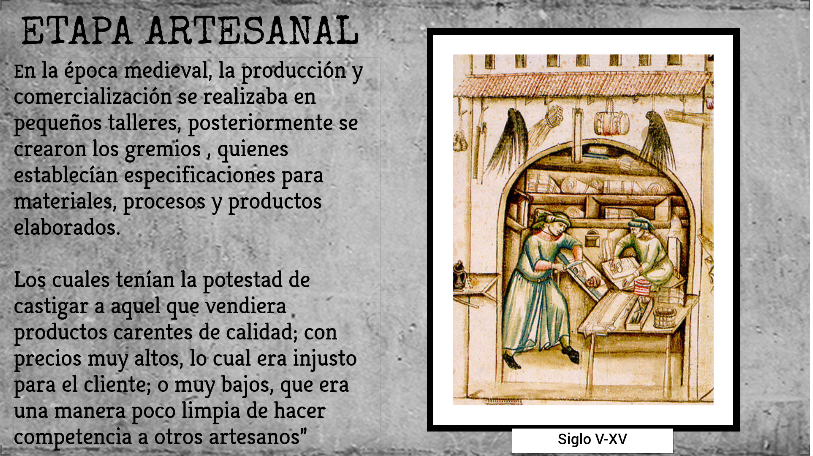 ETAPA ARTESANAL
En la época medieval, la producción y
comercialización se realizaba en
pequeños talleres, posteriormente se
crearon los gremios , quienes
establecían especificaciones para
materiales, procesos y productos
elaborados.
Los cuales tenían la potestad de
castigar a aquel que vendiera
productos carentes de calidad; con
precios muy altos, lo cual era injusto
para el cliente; o muy bajos, que era
una manera poco limpia de hacer
competencia a otros artesanos"
Siglo V-XV